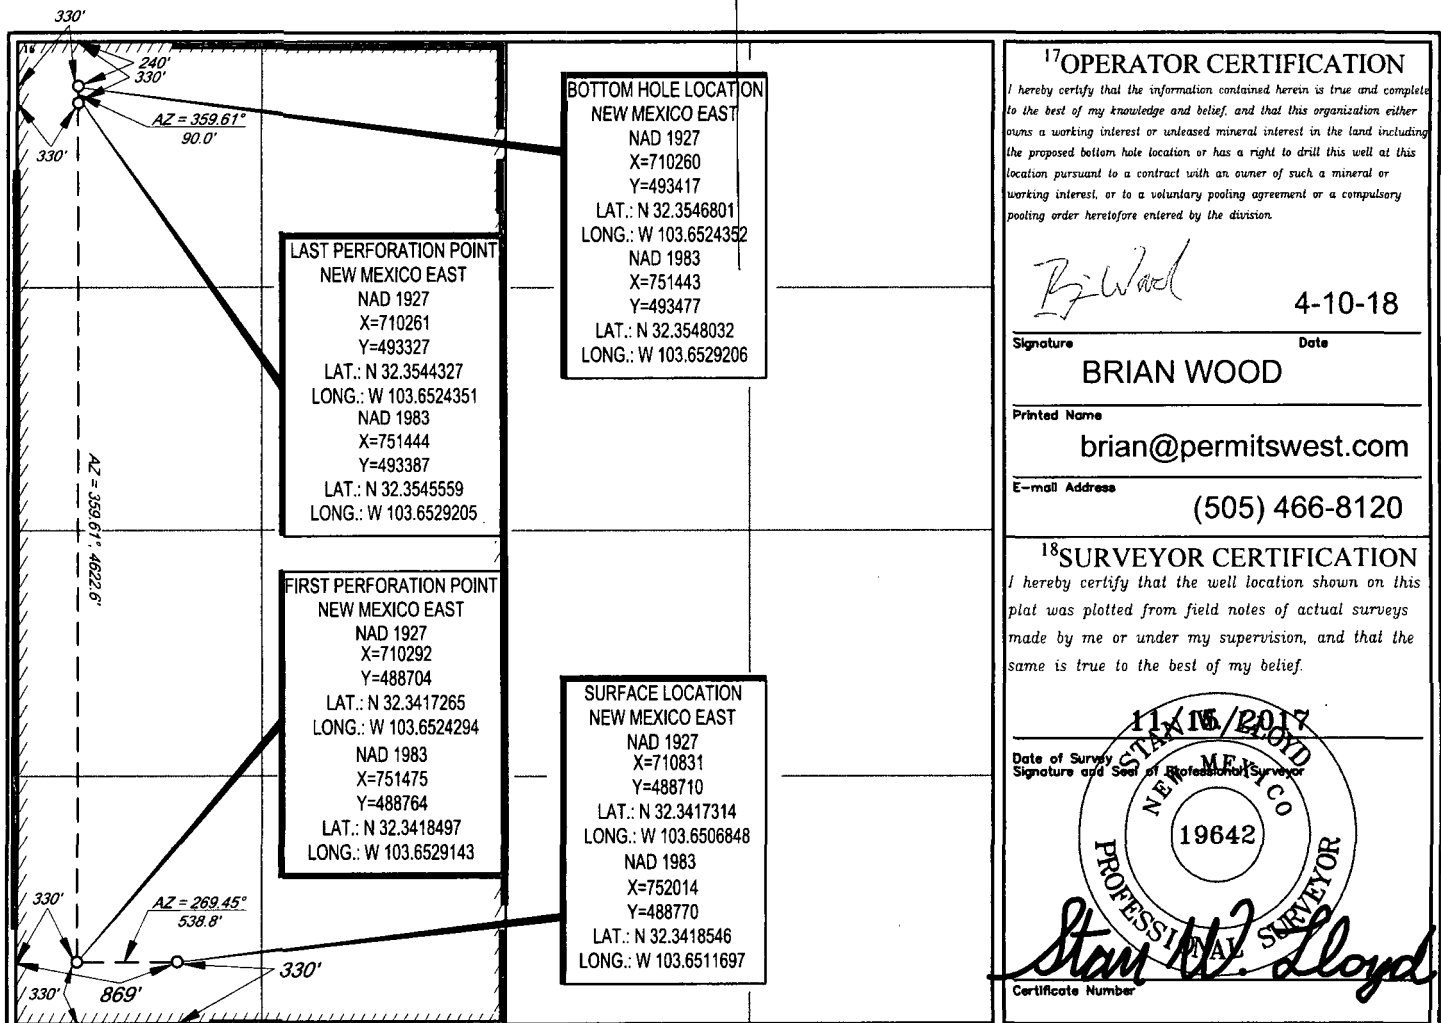 330'
16
240'
330'
AZ = 359.61°
90.0'
330'
BOTTOM HOLE LOCATION
NEW MEXICO EAST
NAD 1927
X=710260
Y=493417
LAT.: N 32.3546801
LONG.: W 103.6524352
NAD 1983
X=751443
Y=493477
LAT.: N 32.3548032
LONG.: W 103.6529206
LAST PERFORATION POINT
NEW MEXICO EAST
NAD 1927
X=710261
Y=493327
LAT.: N 32.3544327
LONG.: W 103.6524351
NAD 1983
X=751444
Y=493387
LAT.: N 32.3545559
LONG.: W 103.6529205
AZ = 359.61°, 4622.6'
FIRST PERFORATION POINT
NEW MEXICO EAST
NAD 1927
X=710292
Y=488704
LAT.: N 32.3417265
LONG.: W 103.6524294
NAD 1983
X=751475
Y=488764
LAT.: N 32.3418497
LONG.: W 103.6529143
SURFACE LOCATION
NEW MEXICO EAST
NAD 1927
X=710831
Y=488710
LAT.: N 32.3417314
LONG.: W 103.6506848
NAD 1983
X=752014
Y=488770
LAT.: N 32.3418546
LONG.: W 103.6511697
330'
AZ = 269.45°
538.8'
330'
330'
869'
17OPERATOR CERTIFICATION
I hereby certify that the information contained herein is true and complete
to the best of my knowledge and belief, and that this organization either
owns a working interest or unleased mineral interest in the land including
the proposed bottom hole location or has a right to drill this well at this
location pursuant to a contract with an owner of such a mineral or
working interest, or to a voluntary pooling agreement or a compulsory
pooling order heretofore entered by the division.
4-10-18
Signature Date
BRIAN WOOD
Printed Name
brian@permitswest.com
E-mail Address
(505) 466-8120
18SURVEYOR CERTIFICATION
I hereby certify that the well location shown on this
plat was plotted from field notes of actual surveys
made by me or under my supervision, and that the
same is true to the best of my belief.
Date of Survey
Signature and Seal of Professional Surveyor
STAN W. LLOYD
NEW MEXICO
19642
PROFESSIONAL SURVEYOR
Stan W. Lloyd
Certificate Number